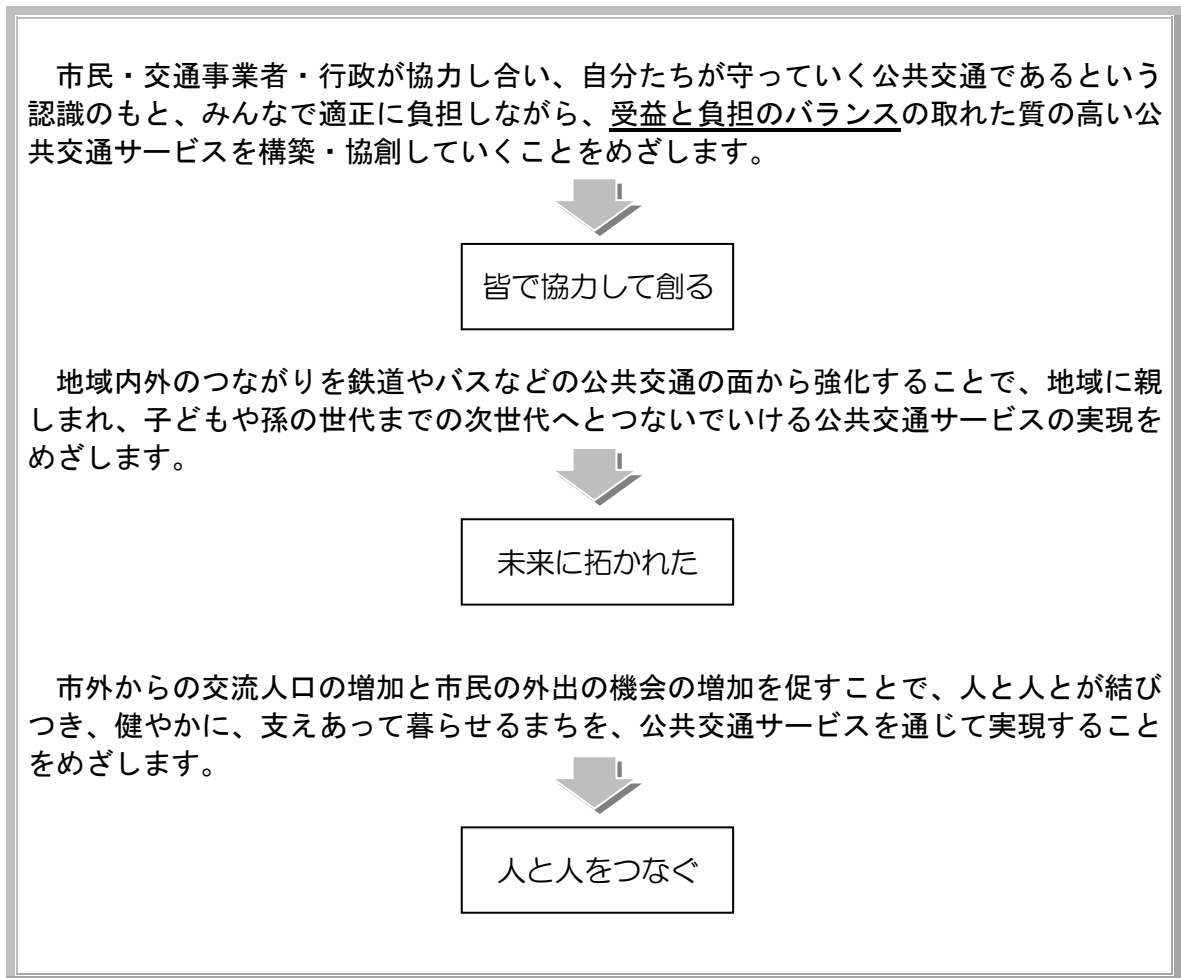 市民・交通事業者・行政が協力し合い、自分たちが守っていく公共交通であるという
認識のもと、みんなで適正に負担しながら、受益と負担のバランスの取れた質の高い公
共交通サービスを構築・協創していくことをめざします。
皆で協力して創る
地域内外のつながりを鉄道やバスなどの公共交通の面から強化することで、地域に親
しまれ、子どもや孫の世代までの次世代へとつないでいける公共交通サービスの実現を
めざします。
未来に拓かれた
市外からの交流人口の増加と市民の外出の機会の増加を促すことで、人と人とが結び
つき、健やかに、支えあって暮らせるまちを、公共交通サービスを通じて実現すること
をめざします。
人と人をつなぐ